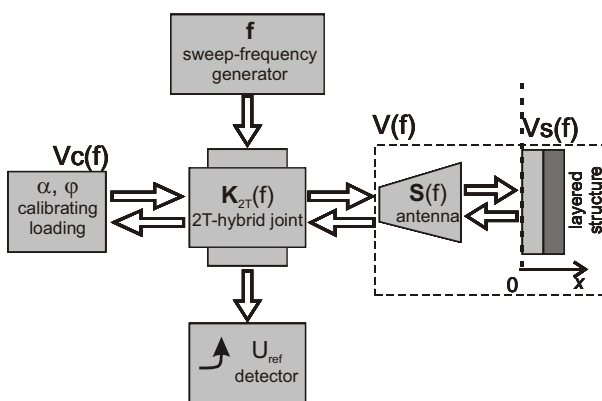 f
sweep-frequency
generator
Vc(f)
α, φ
calibrating
loading
K2T(f)
2T-hybrid joint
V(f)
S(f)
antenna
Vs(f)
layered
structure
0
x
Uref
detector